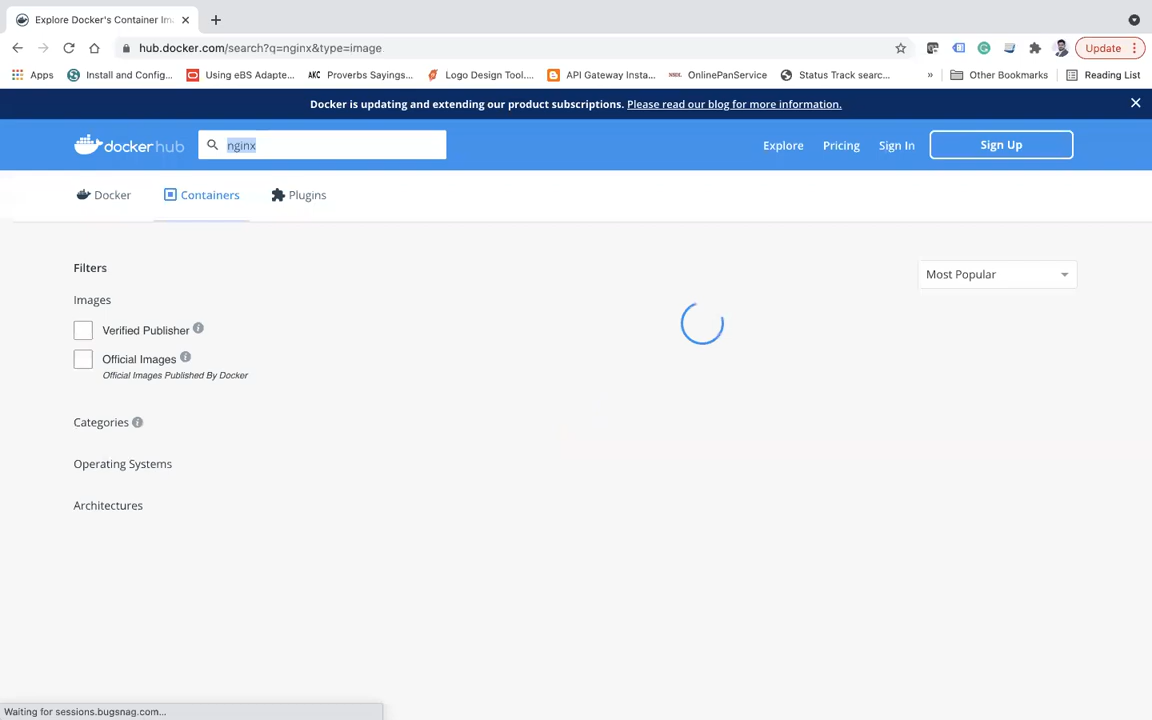 Explore Docker's Container Im
hub.docker.com/search?q=nginx&type=image
Update
Apps
Install and Config...
Using eBS Adapte...
AKC Proverbs Sayings...
Logo Design Tool....
API Gateway Insta...
OnlinePanService
Status Track searc...
»
Other Bookmarks
Reading List
Docker is updating and extending our product subscriptions. Please read our blog for more information.
docker hub
nginx
Explore
Pricing
Sign In
Sign Up
Docker
Containers
Plugins
Filters
Most Popular
Images
Verified Publisher
Official Images
Official Images Published By Docker
Categories
Operating Systems
Architectures
Waiting for sessions.bugsnag.com...